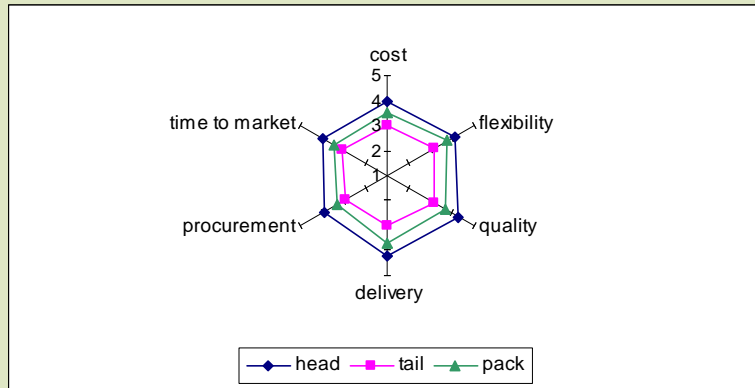 cost
5
4
3
2
1
time to market
flexibility
procurement
quality
delivery
head tail pack